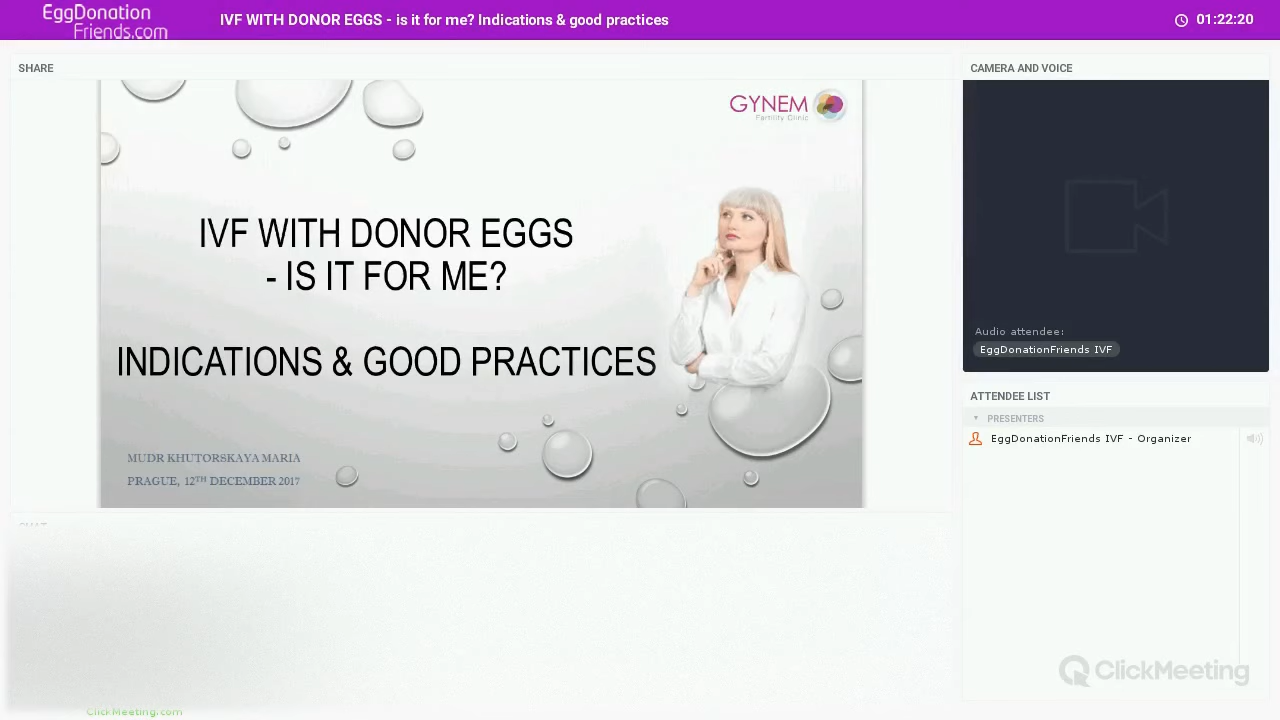 EggDonation
Friends.com
IVF WITH DONOR EGGS - is it for me? Indications & good practices
01:22:20
SHARE
GYNEM
Fertility Clinic
IVF WITH DONOR EGGS
- IS IT FOR ME?
INDICATIONS & GOOD PRACTICES
MUDR KHUTORSKAYA MARIA
PRAGUE, 12TH DECEMBER 2017
CAMERA AND VOICE
Audio attendee:
EggDonationFriends IVF
ATTENDEE LIST
PRESENTERS
EggDonationFriends IVF - Organizer
CHAT
ClickMeeting
ClickMeeting.com